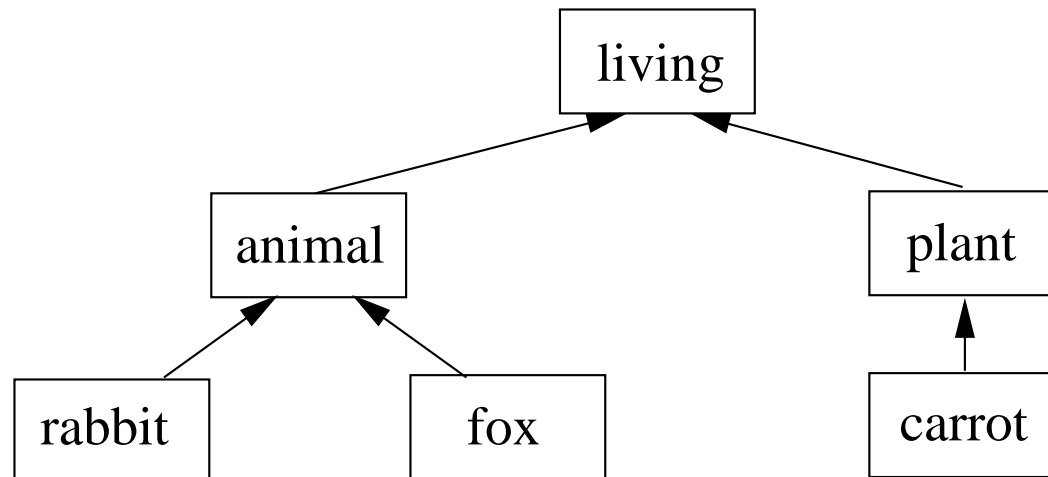 living
animal
plant
rabbit
fox
carrot